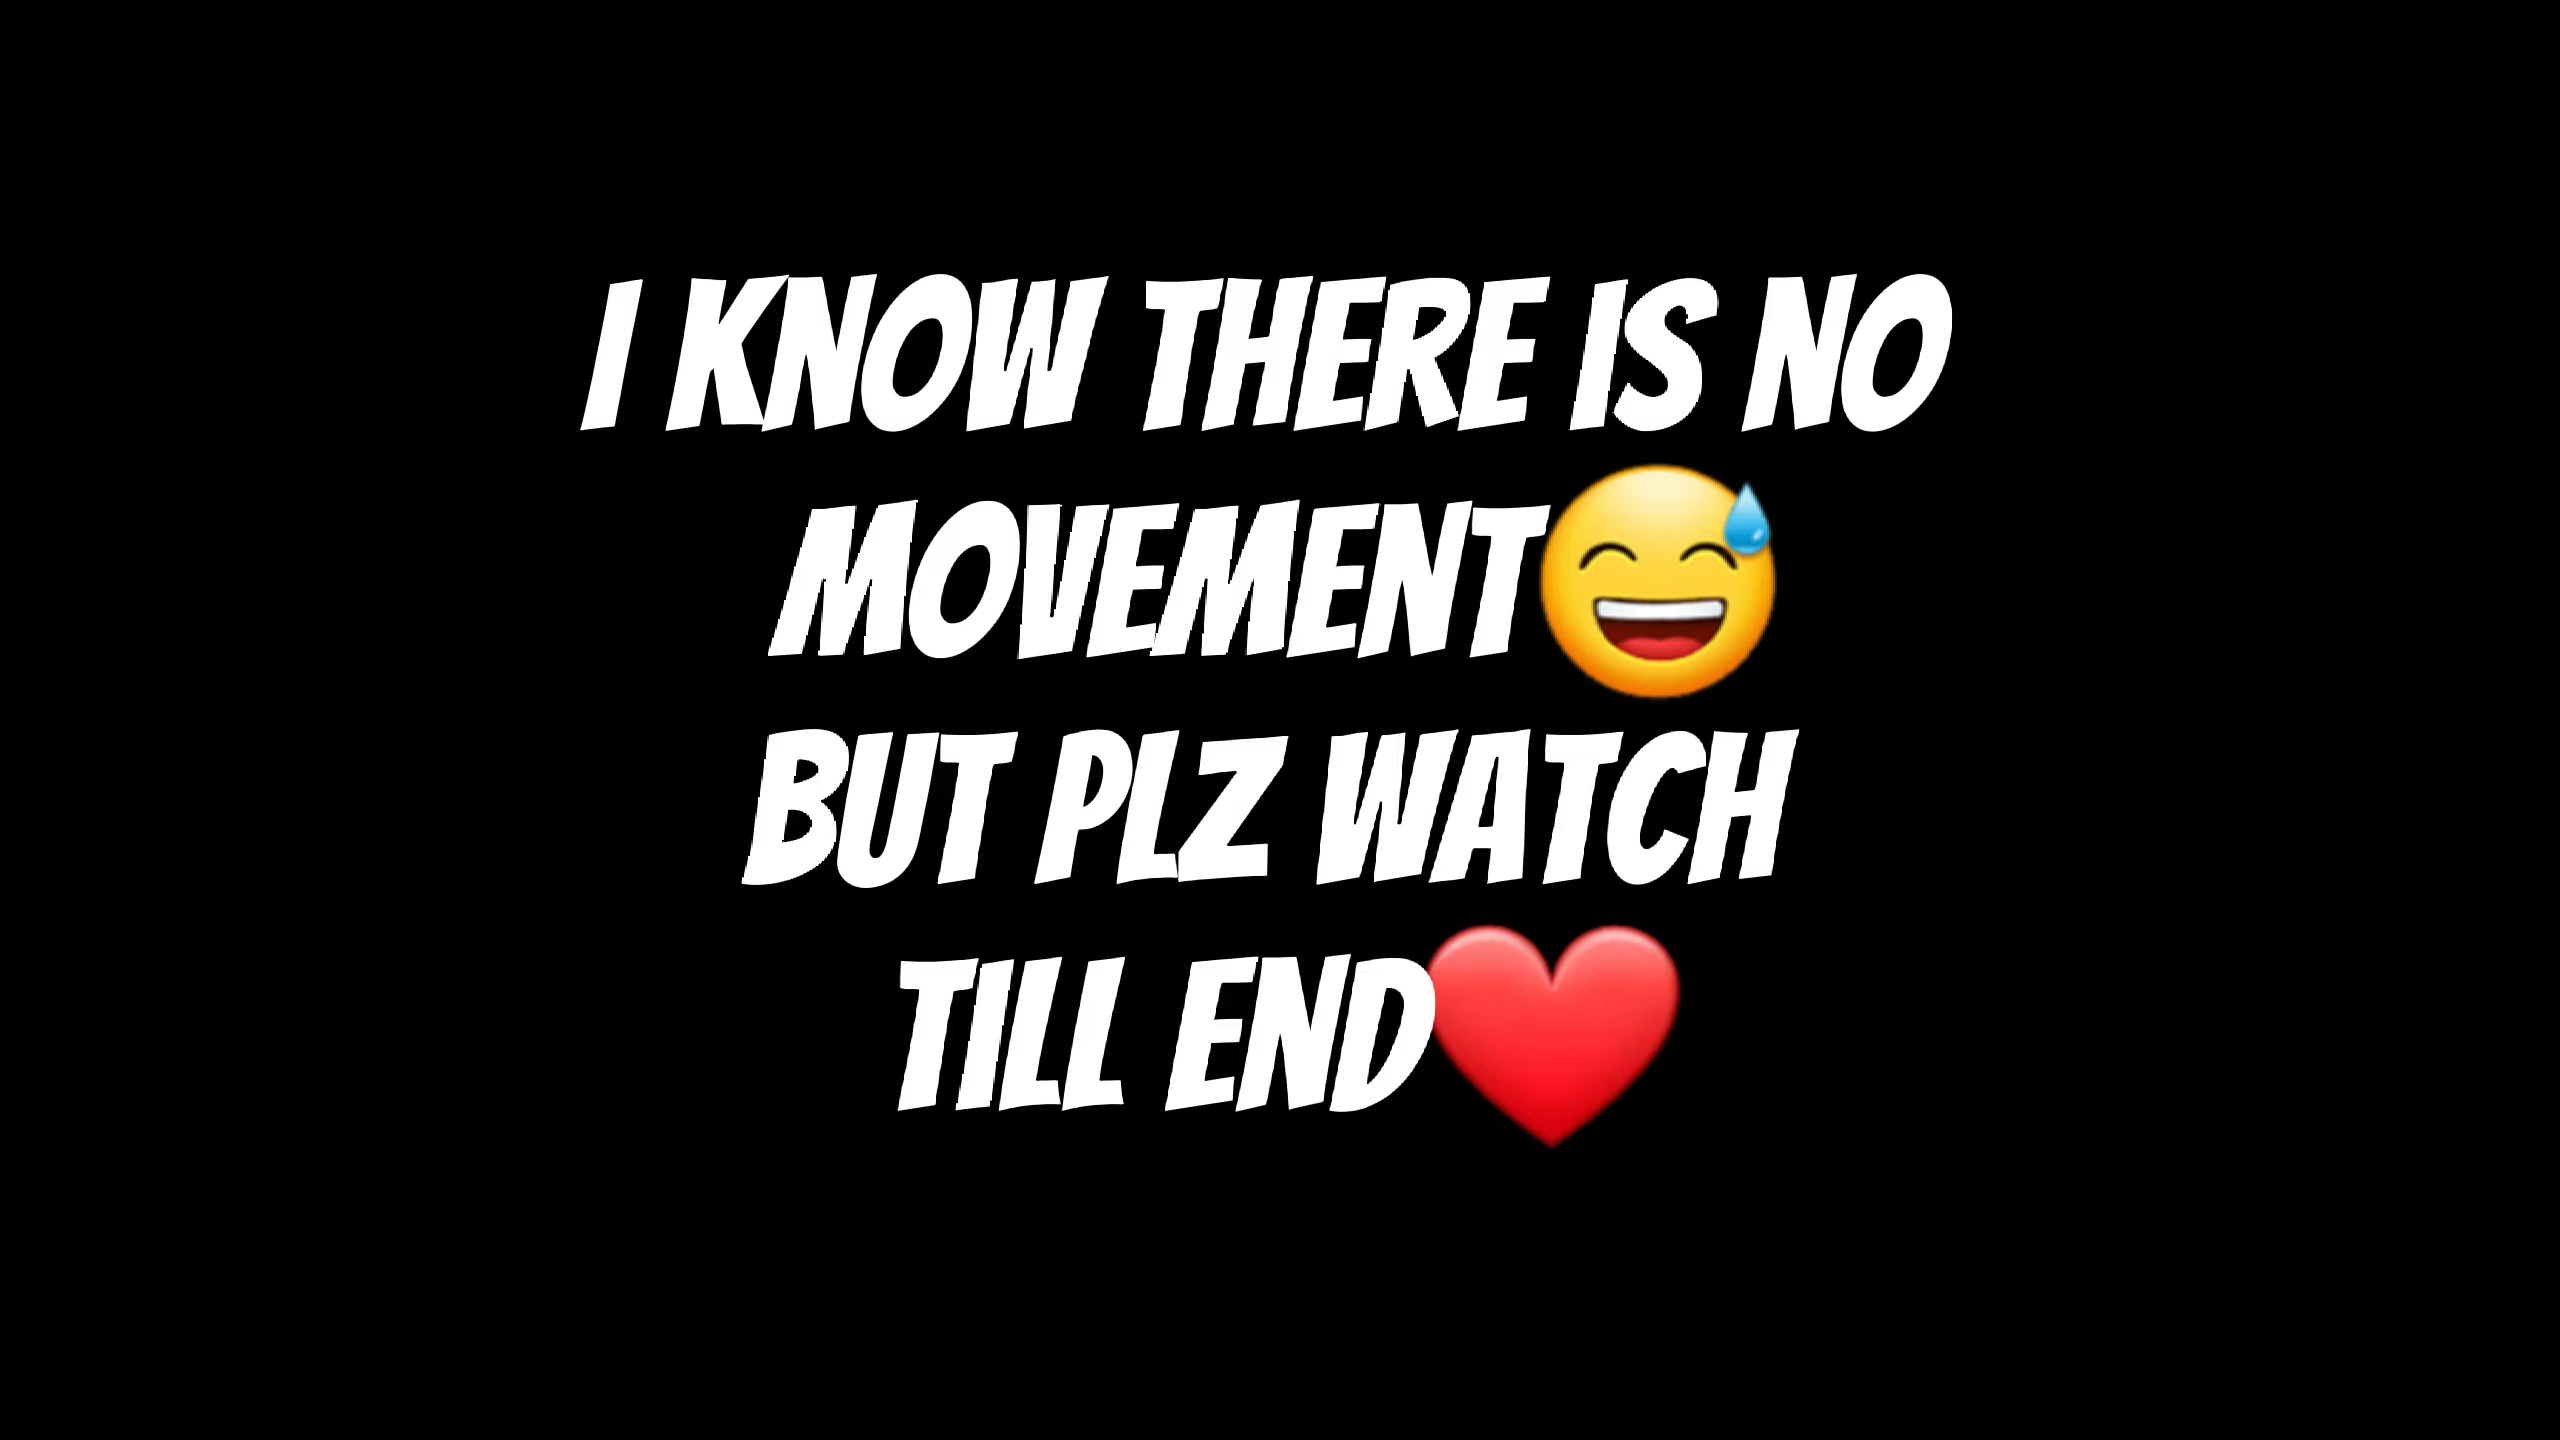 I KNOW THERE IS NO
MOVEMENT😅
BUT PLZ WATCH
TILL END❤️